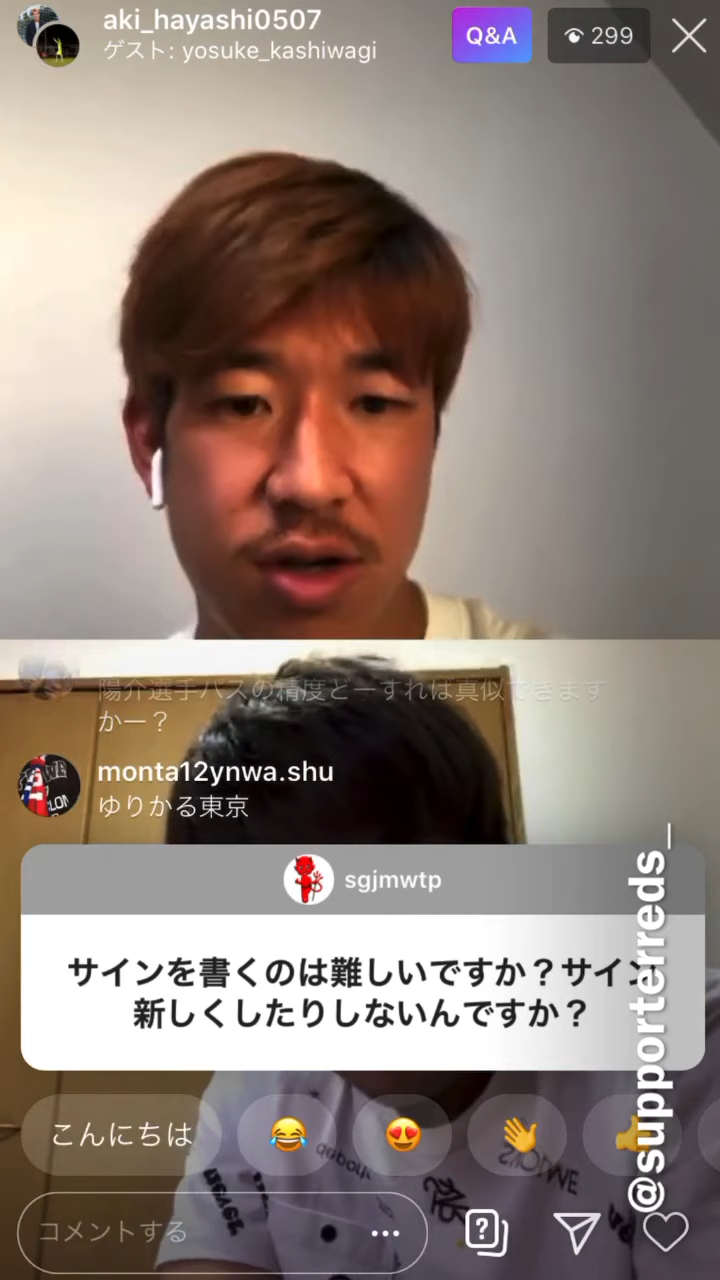 aki_hayashi0507
ゲスト: yosuke_kashiwagi
Q&A
299
陽介選手パスの精度どーすれば真似できます
かー？
monta12ynwa.shu
ゆりかる東京
sgjmwtp
サインを書くのは難しいですか？サイン
新しくしたりしないんですか？
こんにちは
コメントする
@supporterreds_